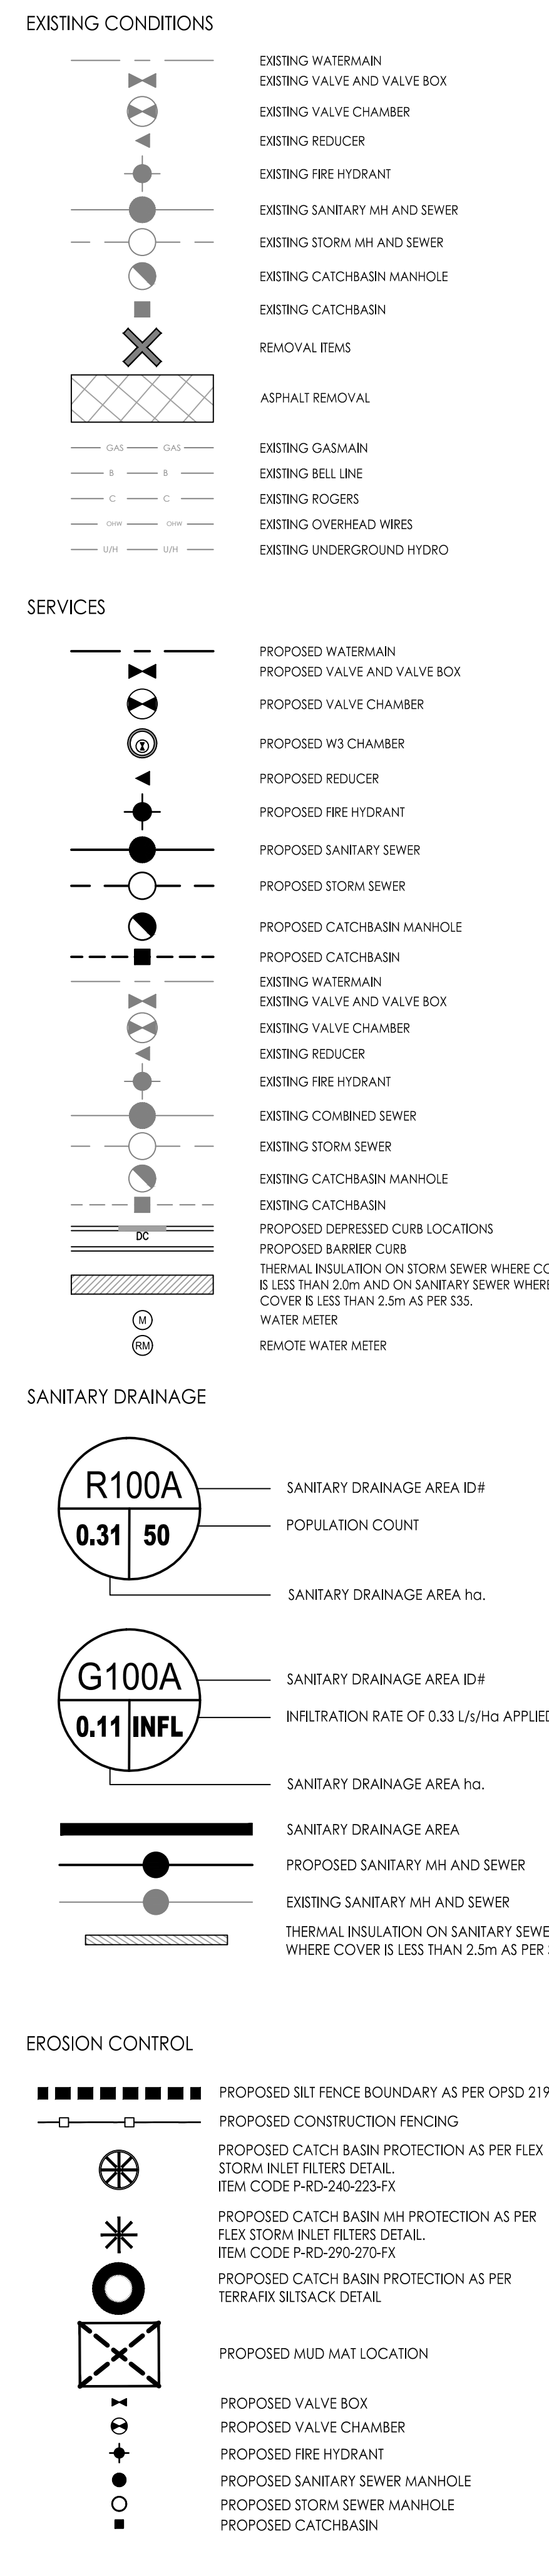 EXISTING CONDITIONS
EXISTING WATERMAIN
EXISTING VALVE AND VALVE BOX
EXISTING VALVE CHAMBER
EXISTING REDUCER
EXISTING FIRE HYDRANT
EXISTING SANITARY MH AND SEWER
EXISTING STORM MH AND SEWER
EXISTING CATCHBASIN MANHOLE
EXISTING CATCHBASIN
REMOVAL ITEMS
ASPHALT REMOVAL
GAS GAS EXISTING GASMAIN
B B EXISTING BELL LINE
C C EXISTING ROGERS
OHW OHW EXISTING OVERHEAD WIRES
U/H U/H EXISTING UNDERGROUND HYDRO
SERVICES
PROPOSED WATERMAIN
PROPOSED VALVE AND VALVE BOX
PROPOSED VALVE CHAMBER
PROPOSED W3 CHAMBER
PROPOSED REDUCER
PROPOSED FIRE HYDRANT
PROPOSED SANITARY SEWER
PROPOSED STORM SEWER
PROPOSED CATCHBASIN MANHOLE
PROPOSED CATCHBASIN
EXISTING WATERMAIN
EXISTING VALVE AND VALVE BOX
EXISTING VALVE CHAMBER
EXISTING REDUCER
EXISTING FIRE HYDRANT
EXISTING COMBINED SEWER
EXISTING STORM SEWER
EXISTING CATCHBASIN MANHOLE
EXISTING CATCHBASIN
DC PROPOSED DEPRESSED CURB LOCATIONS
PROPOSED BARRIER CURB
THERMAL INSULATION ON STORM SEWER WHERE CO
IS LESS THAN 2.0m AND ON SANITARY SEWER WHERE
COVER IS LESS THAN 2.5m AS PER S35.
M WATER METER
RM REMOTE WATER METER
SANITARY DRAINAGE
R100A SANITARY DRAINAGE AREA ID#
0.31 50 POPULATION COUNT
SANITARY DRAINAGE AREA ha.
G100A SANITARY DRAINAGE AREA ID#
0.11 INFL INFILTRATION RATE OF 0.33 L/s/Ha APPLIED
SANITARY DRAINAGE AREA ha.
SANITARY DRAINAGE AREA
PROPOSED SANITARY MH AND SEWER
EXISTING SANITARY MH AND SEWER
THERMAL INSULATION ON SANITARY SEWE
WHERE COVER IS LESS THAN 2.5m AS PER
EROSION CONTROL
PROPOSED SILT FENCE BOUNDARY AS PER OPSD 219
PROPOSED CONSTRUCTION FENCING
PROPOSED CATCH BASIN PROTECTION AS PER FLEX
STORM INLET FILTERS DETAIL.
ITEM CODE P-RD-240-223-FX
PROPOSED CATCH BASIN MH PROTECTION AS PER
FLEX STORM INLET FILTERS DETAIL.
ITEM CODE P-RD-290-270-FX
PROPOSED CATCH BASIN PROTECTION AS PER
TERRAFIX SILTSACK DETAIL
PROPOSED MUD MAT LOCATION
PROPOSED VALVE BOX
PROPOSED VALVE CHAMBER
PROPOSED FIRE HYDRANT
PROPOSED SANITARY SEWER MANHOLE
PROPOSED STORM SEWER MANHOLE
PROPOSED CATCHBASIN